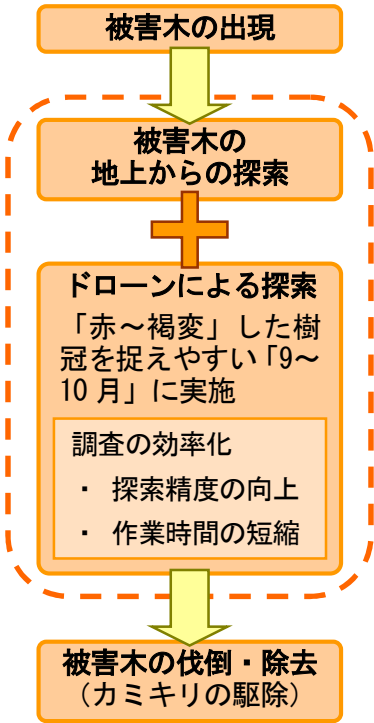 被害木の出現
被害木の
地上からの探索
ドローンによる探索
「赤～褐変」した樹
冠を捉えやすい「9～
10月」に実施
調査の効率化
・ 探索精度の向上
・ 作業時間の短縮
被害木の伐倒・除去
（カミキリの駆除）